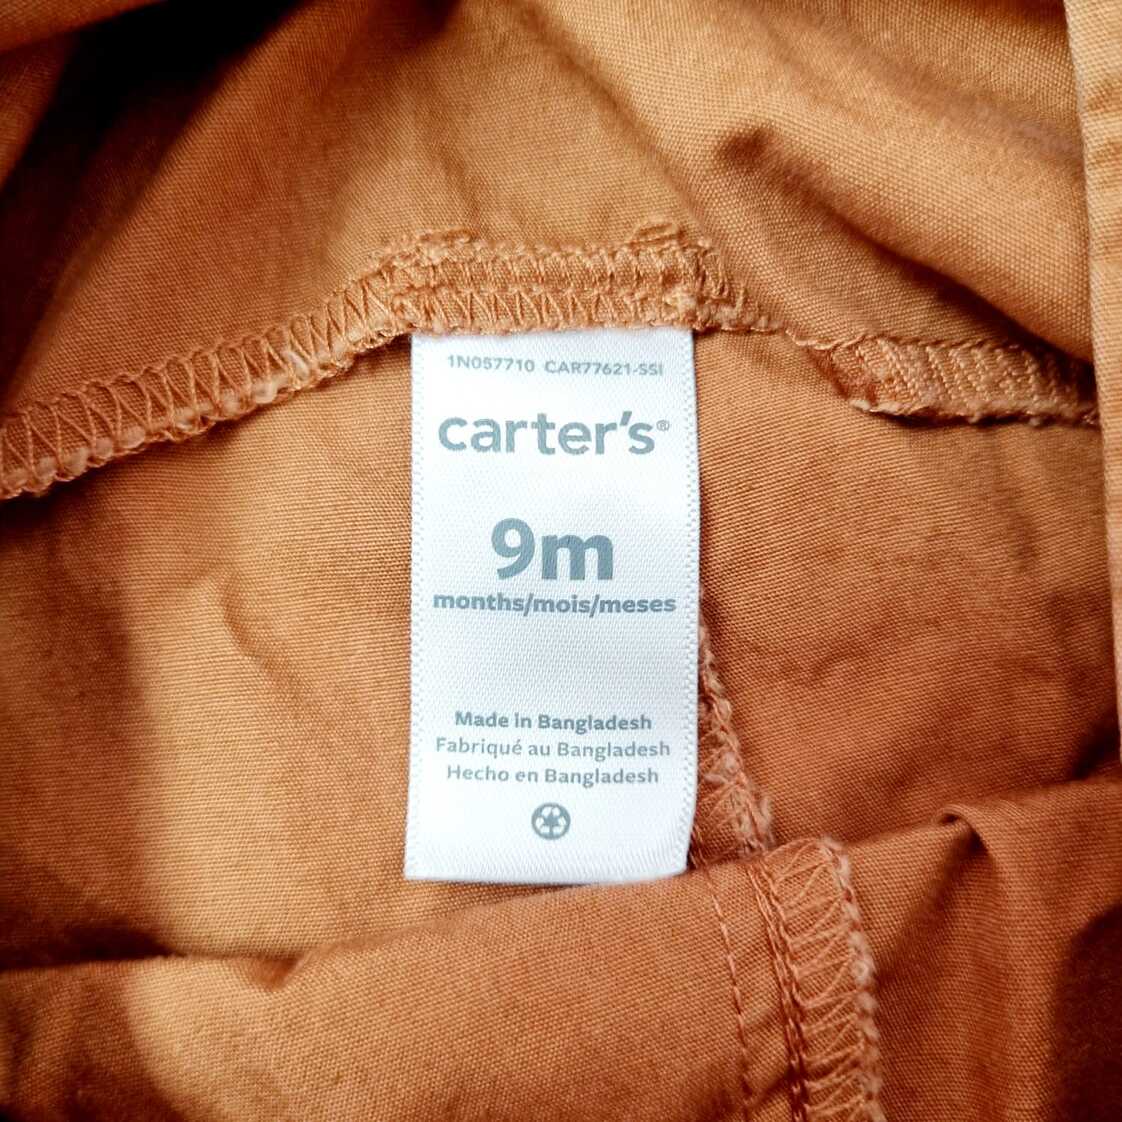 1N057710 CAR77621-SSI
carter's®
9m
months/mois/meses
Made in Bangladesh
Fabriqué au Bangladesh
Hecho en Bangladesh